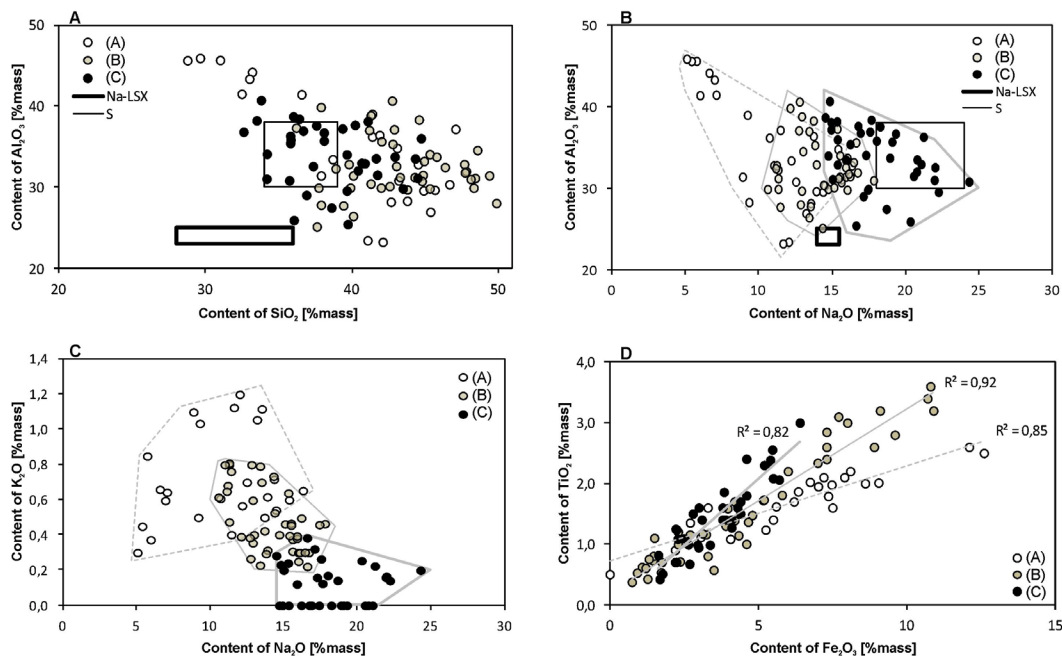 A
50
40
30
20
Content of Al₂O₃ [%mass]
(A)
(B)
(C)
Na-LSX
S
20
30
40
50
Content of SiO₂ [%mass]
B
50
40
30
20
Content of Al₂O₃ [%mass]
(A)
(B)
(C)
Na-LSX
S
0
5
10
15
20
25
30
Content of Na₂O [%mass]
C
1,4
1,2
1,0
0,8
0,6
0,4
0,2
0,0
Content of K₂O [%mass]
(A)
(B)
(C)
0
5
10
15
20
25
30
Content of Na₂O [%mass]
D
4,0
3,0
2,0
1,0
0,0
Content of TiO₂ [%mass]
R² = 0,92
R² = 0,82
R² = 0,85
(A)
(B)
(C)
0
5
10
15
Content of Fe₂O₃ [%mass]